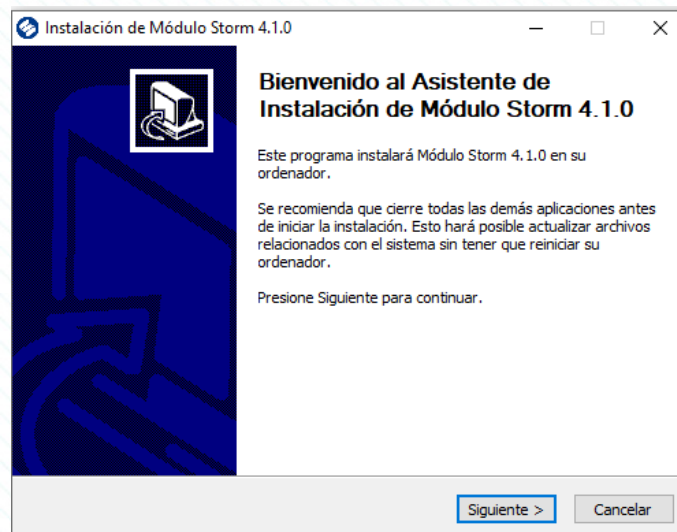 Instalación de Módulo Storm 4.1.0
Bienvenido al Asistente de
Instalación de Módulo Storm 4.1.0
Este programa instalará Módulo Storm 4.1.0 en su
ordenador.
Se recomienda que cierre todas las demás aplicaciones antes
de iniciar la instalación. Esto hará posible actualizar archivos
relacionados con el sistema sin tener que reiniciar su
ordenador.
Presione Siguiente para continuar.
Siguiente >
Cancelar